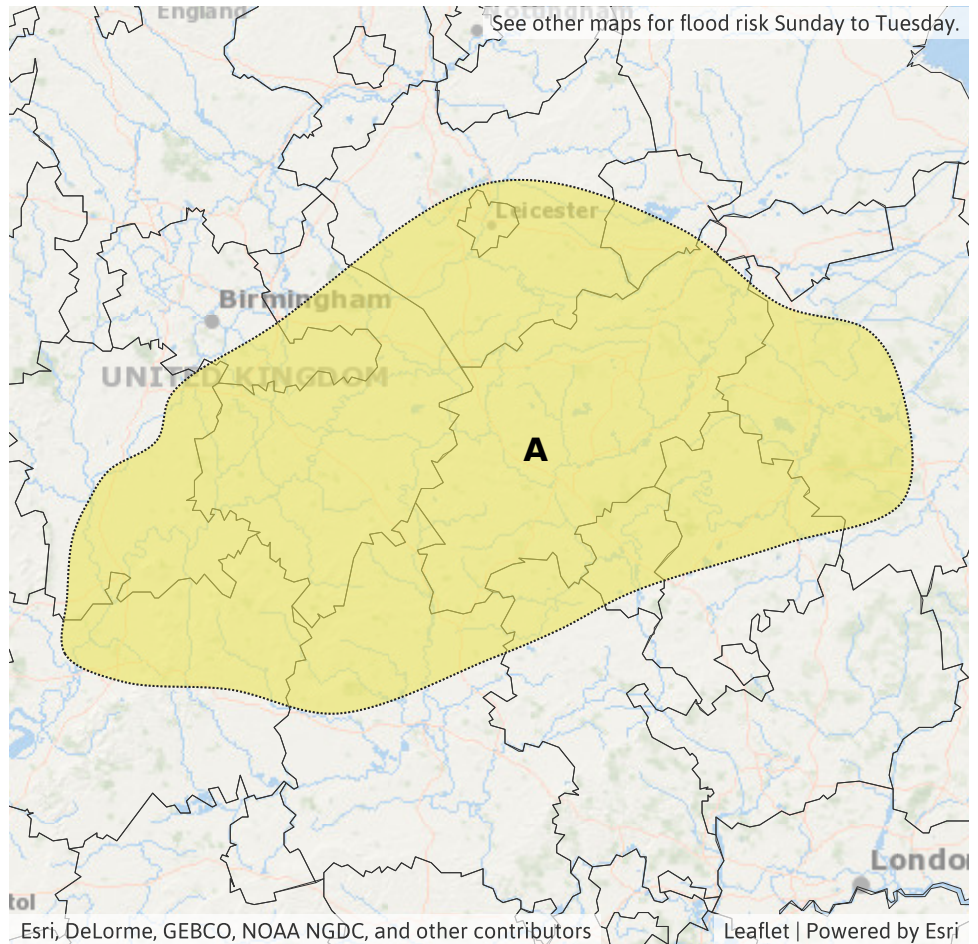 England
Nottingham
See other maps for flood risk Sunday to Tuesday.
Leicester
Birmingham
UNITED KINGDOM
A
London
tol
Esri, DeLorme, GEBCO, NOAA NGDC, and other contributors
Leaflet | Powered by Esri